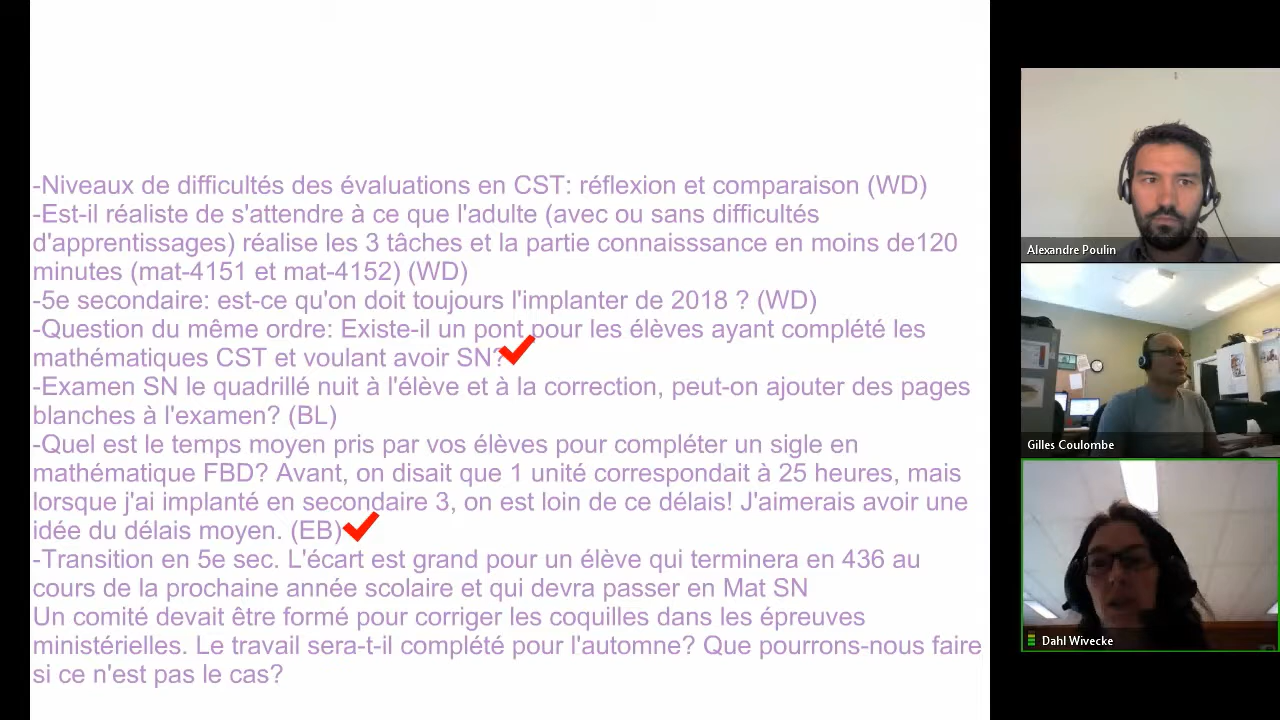 -Niveaux de difficultés des évaluations en CST: réflexion et comparaison (WD)
-Est-il réaliste de s'attendre à ce que l'adulte (avec ou sans difficultés
d'apprentissages) réalise les 3 tâches et la partie connaisssance en moins de120
minutes (mat-4151 et mat-4152) (WD)
-5e secondaire: est-ce qu'on doit toujours l'implanter de 2018 ? (WD)
-Question du même ordre: Existe-il un pont pour les élèves ayant complété les
mathématiques CST et voulant avoir SN?
-Examen SN le quadrillé nuit à l'élève et à la correction, peut-on ajouter des pages
blanches à l'examen? (BL)
-Quel est le temps moyen pris par vos élèves pour compléter un sigle en
mathématique FBD? Avant, on disait que 1 unité correspondait à 25 heures, mais
lorsque j'ai implanté en secondaire 3, on est loin de ce délais! J'aimerais avoir une
idée du délais moyen. (EB)
-Transition en 5e sec. L'écart est grand pour un élève qui terminera en 436 au
cours de la prochaine année scolaire et qui devra passer en Mat SN
Un comité devait être formé pour corriger les coquilles dans les épreuves
ministérielles. Le travail sera-t-il complété pour l'automne? Que pourrons-nous faire
si ce n'est pas le cas?
Alexandre Poulin
Gilles Coulombe
Dahl Wivecke